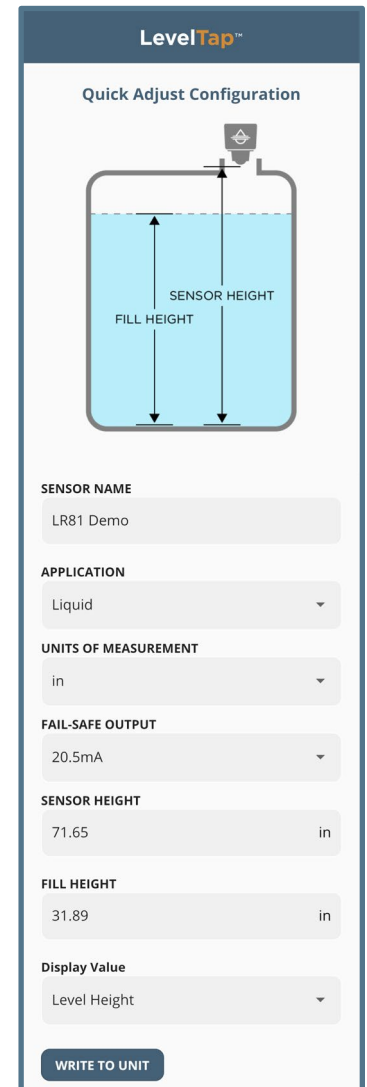 LevelTap™
Quick Adjust Configuration
SENSOR HEIGHT
FILL HEIGHT
SENSOR NAME
LR81 Demo
APPLICATION
Liquid
UNITS OF MEASUREMENT
in
FAIL-SAFE OUTPUT
20.5mA
SENSOR HEIGHT
71.65 in
FILL HEIGHT
31.89 in
Display Value
Level Height
WRITE TO UNIT